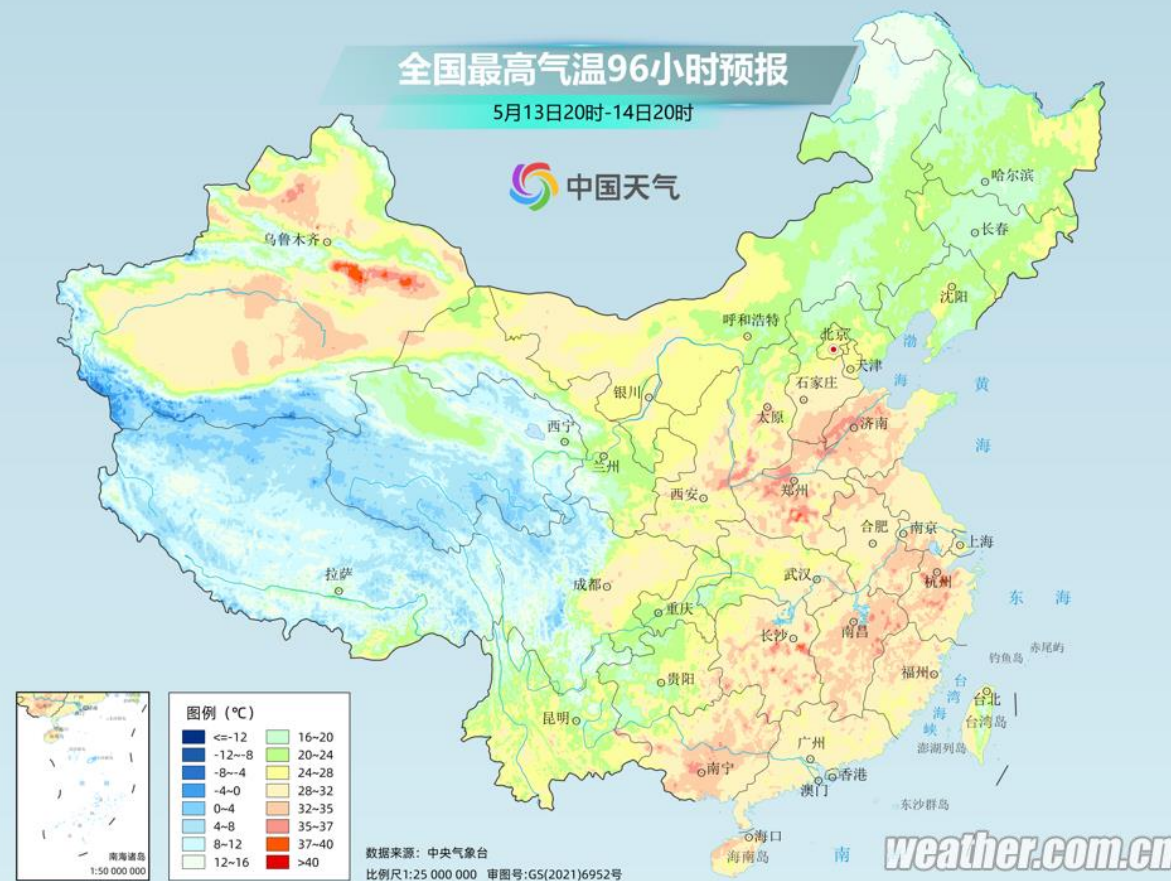 全国最高气温96小时预报
5月13日20时-14日20时
中国天气
哈尔滨
乌鲁木齐
长春
沈阳
呼和浩特
北京
渤
天津
海
黄
石家庄
银川
太原
济南
西宁
海
兰州
西安
郑州
合肥
南京
上海
拉萨
成都
武汉
杭州
东 海
重庆
长沙
南昌
钓鱼岛
赤尾屿
贵阳
福州
台
湾
海
峡
台北
昆明
台湾岛
广州
澎湖列岛
南宁
香港
澳门
东沙群岛
海口
海南岛
南
图例（℃）
<=-12
-12~-8
-8~-4
-4~0
0~4
4~8
8~12
12~16
16~20
20~24
24~28
28~32
32~35
35~37
37~40
>40
南海诸岛
1:50 000 000
数据来源：中央气象台
比例尺1:25 000 000 审图号:GS(2021)6952号
weather.com.cn